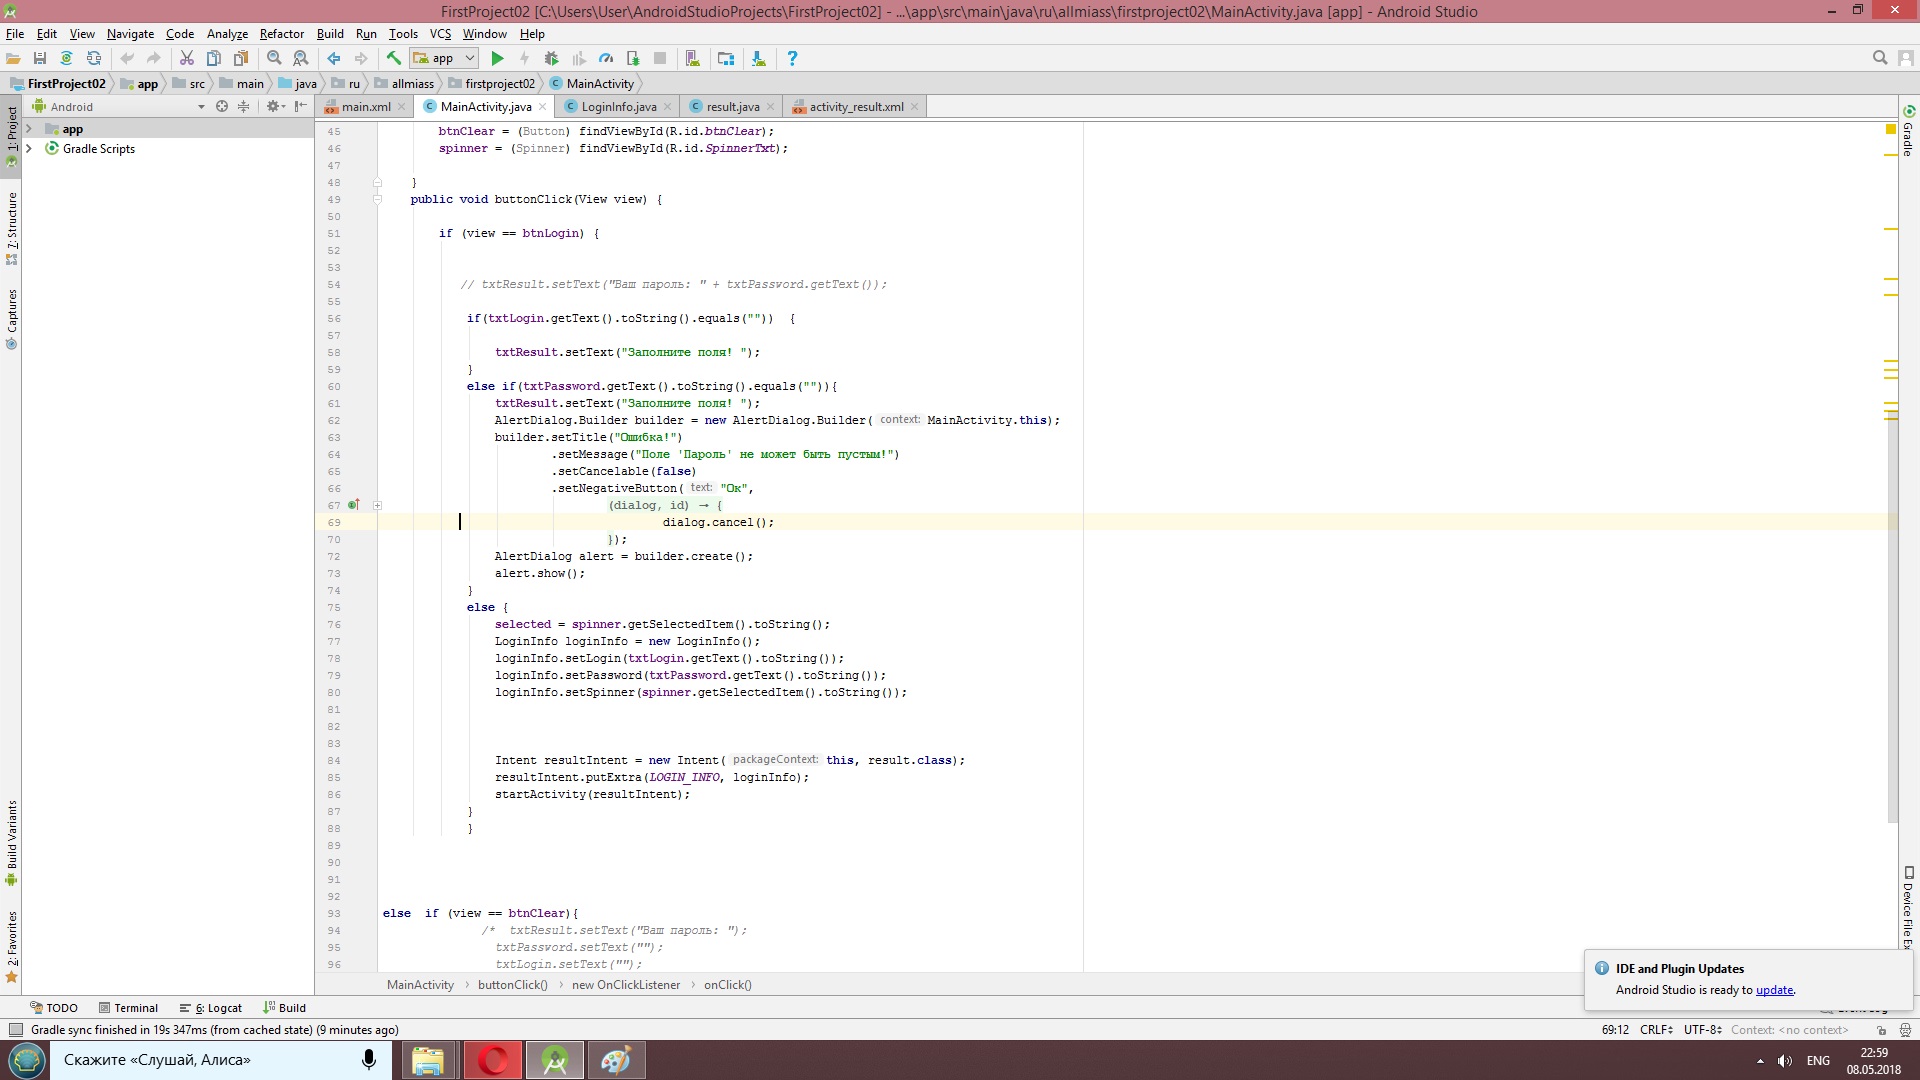 FirstProject02 [C:\Users\User\AndroidStudioProjects\FirstProject02] - ...\app\src\main\java\ru\allmiass\firstproject02\MainActivity.java [app] - Android Studio
File Edit View Navigate Code Analyze Refactor Build Run Tools VCS Window Help
app
FirstProject02 app src main java ru allmiass firstproject02 MainActivity
Android
main.xml MainActivity.java LoginInfo.java result.java activity_result.xml
1: Project
7: Structure
Captures
Build Variants
2: Favorites
app
Gradle Scripts
45 btnClear = (Button) findViewById(R.id.btnClear);
46 spinner = (Spinner) findViewById(R.id.SpinnerTxt);
47
48 }
49 public void buttonClick(View view) {
50
51 if (view == btnLogin) {
52
53
54 // txtResult.setText("Ваш пароль: " + txtPassword.getText());
55
56 if(txtLogin.getText().toString().equals("")) {
57
58 txtResult.setText("Заполните поля! ");
59 }
60 else if(txtPassword.getText().toString().equals("")){
61 txtResult.setText("Заполните поля! ");
62 AlertDialog.Builder builder = new AlertDialog.Builder( context: MainActivity.this);
63 builder.setTitle("Ошибка!")
64 .setMessage("Поле 'Пароль' не может быть пустым!")
65 .setCancelable(false)
66 .setNegativeButton( text: "Ок",
67 (dialog, id) → {
69 dialog.cancel();
70 });
72 AlertDialog alert = builder.create();
73 alert.show();
74 }
75 else {
76 selected = spinner.getSelectedItem().toString();
77 LoginInfo loginInfo = new LoginInfo();
78 loginInfo.setLogin(txtLogin.getText().toString());
79 loginInfo.setPassword(txtPassword.getText().toString());
80 loginInfo.setSpinner(spinner.getSelectedItem().toString());
81
82
83
84 Intent resultIntent = new Intent( packageContext: this, result.class);
85 resultIntent.putExtra(LOGIN_INFO, loginInfo);
86 startActivity(resultIntent);
87 }
88 }
89
90
91
92
93 else if (view == btnClear){
94 /* txtResult.setText("Ваш пароль: ");
95 txtPassword.setText("");
96 txtLogin.setText("");
Gradle
Device File Ex
MainActivity > buttonClick() > new OnClickListener > onClick()
IDE and Plugin Updates
Android Studio is ready to update.
TODO Terminal 6: Logcat Build
Gradle sync finished in 19s 347ms (from cached state) (9 minutes ago)
69:12 CRLF UTF-8 Context: <no context>
Скажите «Слушай, Алиса»
ENG
22:59
08.05.2018